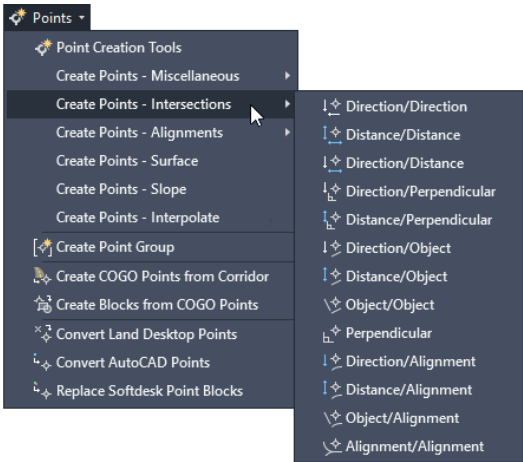 Points
Point Creation Tools
Create Points - Miscellaneous
Create Points - Intersections
Create Points - Alignments
Create Points - Surface
Create Points - Slope
Create Points - Interpolate
Create Point Group
Create COGO Points from Corridor
Create Blocks from COGO Points
Convert Land Desktop Points
Convert AutoCAD Points
Replace Softdesk Point Blocks
Direction/Direction
Distance/Distance
Direction/Distance
Direction/Perpendicular
Distance/Perpendicular
Direction/Object
Distance/Object
Object/Object
Perpendicular
Direction/Alignment
Distance/Alignment
Object/Alignment
Alignment/Alignment